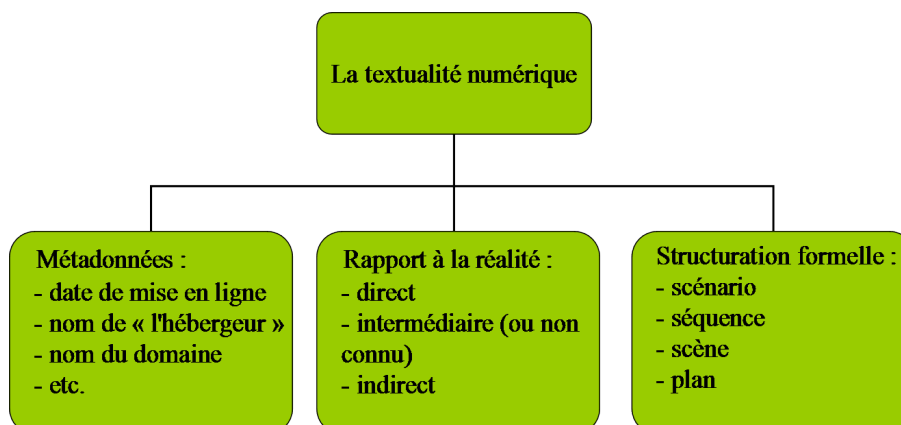 La textualité numérique
Métadonnées :
- date de mise en ligne
- nom de « l'hébergeur »
- nom du domaine
- etc.
Rapport à la réalité :
- direct
- intermédiaire (ou non
connu)
- indirect
Structuration formelle :
- scénario
- séquence
- scène
- plan